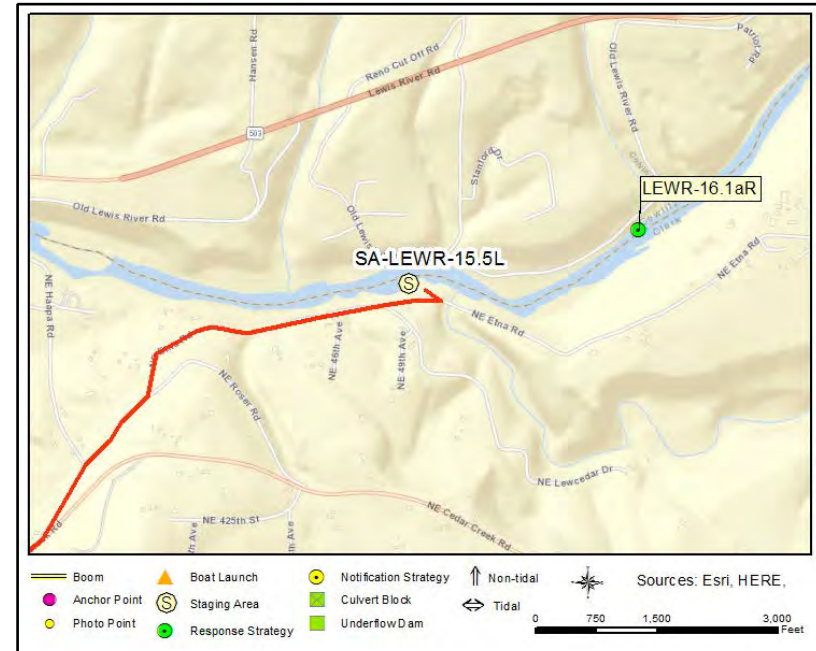 Hansen Rd
Reno Cut Off Rd
Lewis River Rd
Old Lewis River Rd
Patriot
503
Stanford Dr
LEWR-16.1aR
Old Lewis River Rd
Old Lewis
SA-LEWR-15.5L
Clark
NE Etna Rd
S
NE Haapa Rd
NE Etna Rd
NE 46th Ave
NE 49th Ave
NE Roser Rd
NE Lewcedar Dr
NE 425th St
NE Cedar Creek Rd
Boom
Boat Launch
Notification Strategy
Non-tidal
Sources: Esri, HERE,
Anchor Point
S Staging Area
Culvert Block
Tidal
Photo Point
Response Strategy
Underflow Dam
0 750 1,500 3,000
Feet